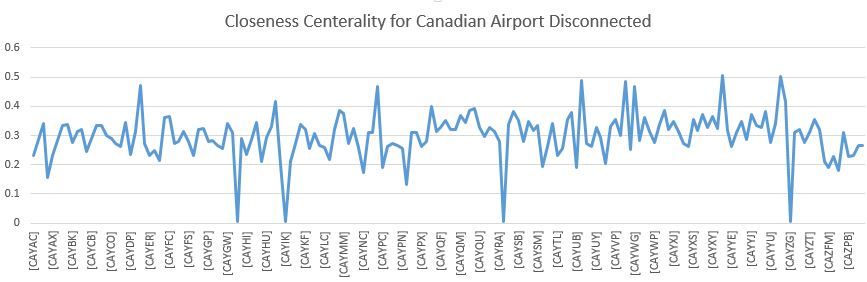 Closeness Centerality for Canadian Airport Disconnected
0.6
0.5
0.4
0.3
0.2
0.1
0
[CAYAC]
[CAYAX]
[CAYBK]
[CAYCB]
[CAYCO]
[CAYDP]
[CAYER]
[CAYFC]
[CAYFS]
[CAYGP]
[CAYGW]
[CAYHI]
[CAYHU]
[CAYIK]
[CAYKF]
[CAYLC]
[CAYMM]
[CAYNC]
[CAYPC]
[CAYPN]
[CAYPX]
[CAYQF]
[CAYQM]
[CAYQU]
[CAYRA]
[CAYSB]
[CAYSM]
[CAYTL]
[CAYUB]
[CAYUY]
[CAYVP]
[CAYWG]
[CAYWP]
[CAYXJ]
[CAYXS]
[CAYXY]
[CAYYE]
[CAYYJ]
[CAYYU]
[CAYZG]
[CAYZT]
[CAZFM]
[CAZPB]